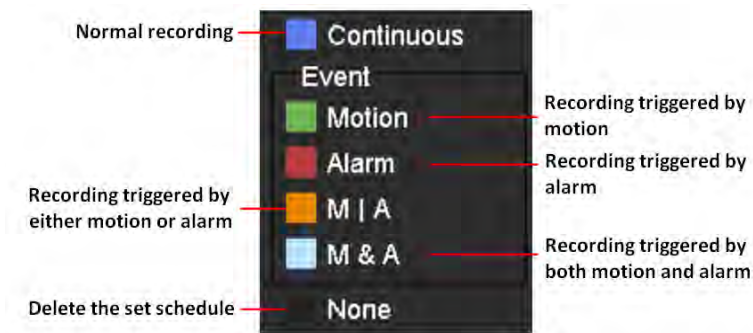 Normal recording
Continuous
Event
Motion
Recording triggered by
motion
Alarm
Recording triggered by
alarm
Recording triggered by
either motion or alarm
M | A
M & A
Recording triggered by
both motion and alarm
Delete the set schedule
None